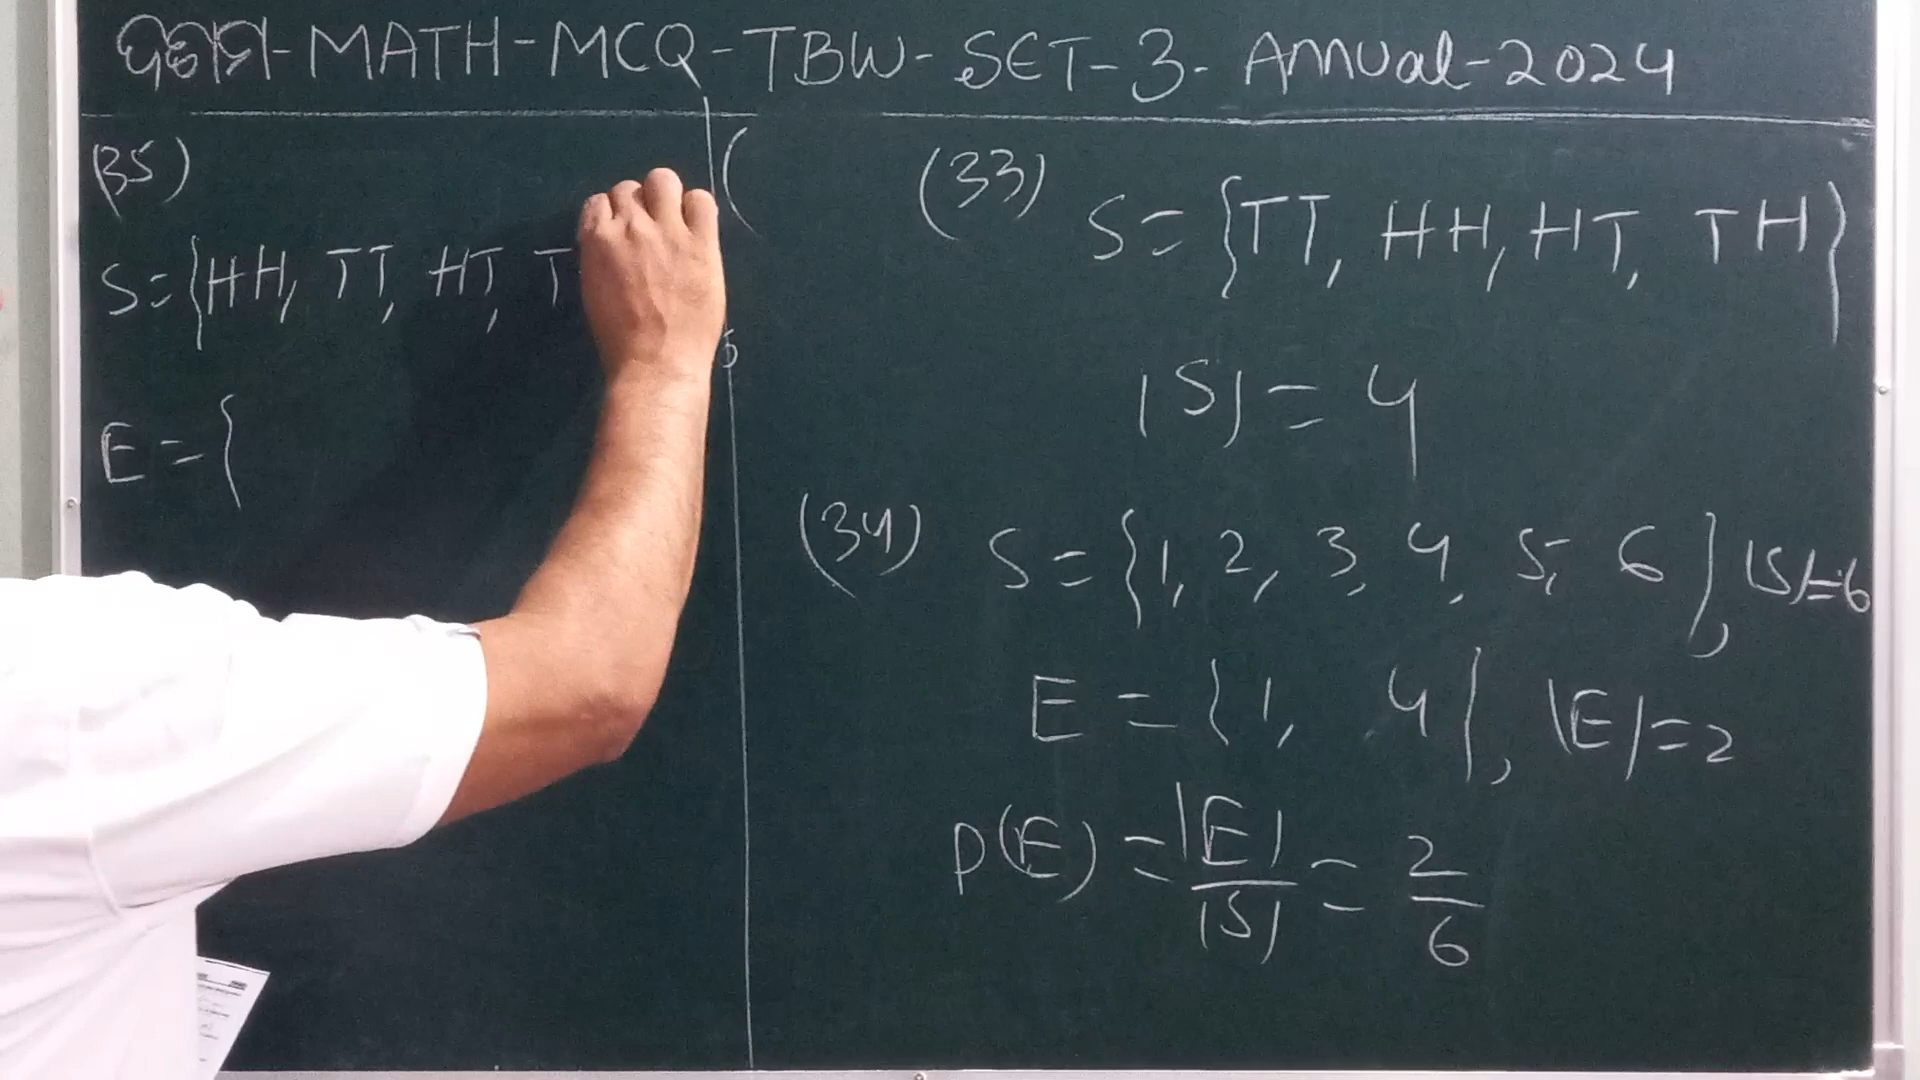 ଦଶମ-MATH-MCQ-TBW-SET-3-Annual-2024
(35)
S={HH, TT, HT, T
E={
(
(33) S={TT, HH, HT, TH}
|S|=4
(34) S={1, 2, 3, 4, 5, 6}, |S|=6
E={1, 4}, |E|=2
P(E)=|E|/|S|=2/6